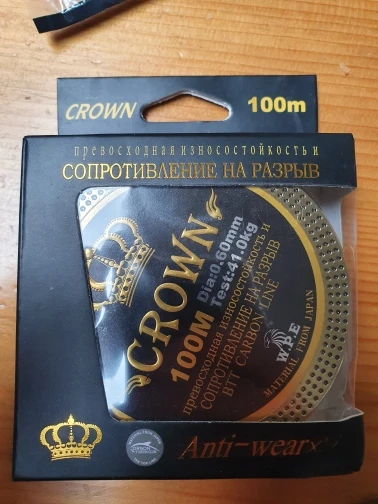 CROWN 100m
превосходная износостойкость и
СОПРОТИВЛЕНИЕ НА РАЗРЫВ
CROWN
100M Dia:0.60mm
Test:41.0kg
превосходная износостойкость и
СОПРОТИВЛЕНИЕ НА РАЗРЫВ
BTT CARBON LINE
W.P.E
MATERIAL FROM JAPAN
Anti-wear